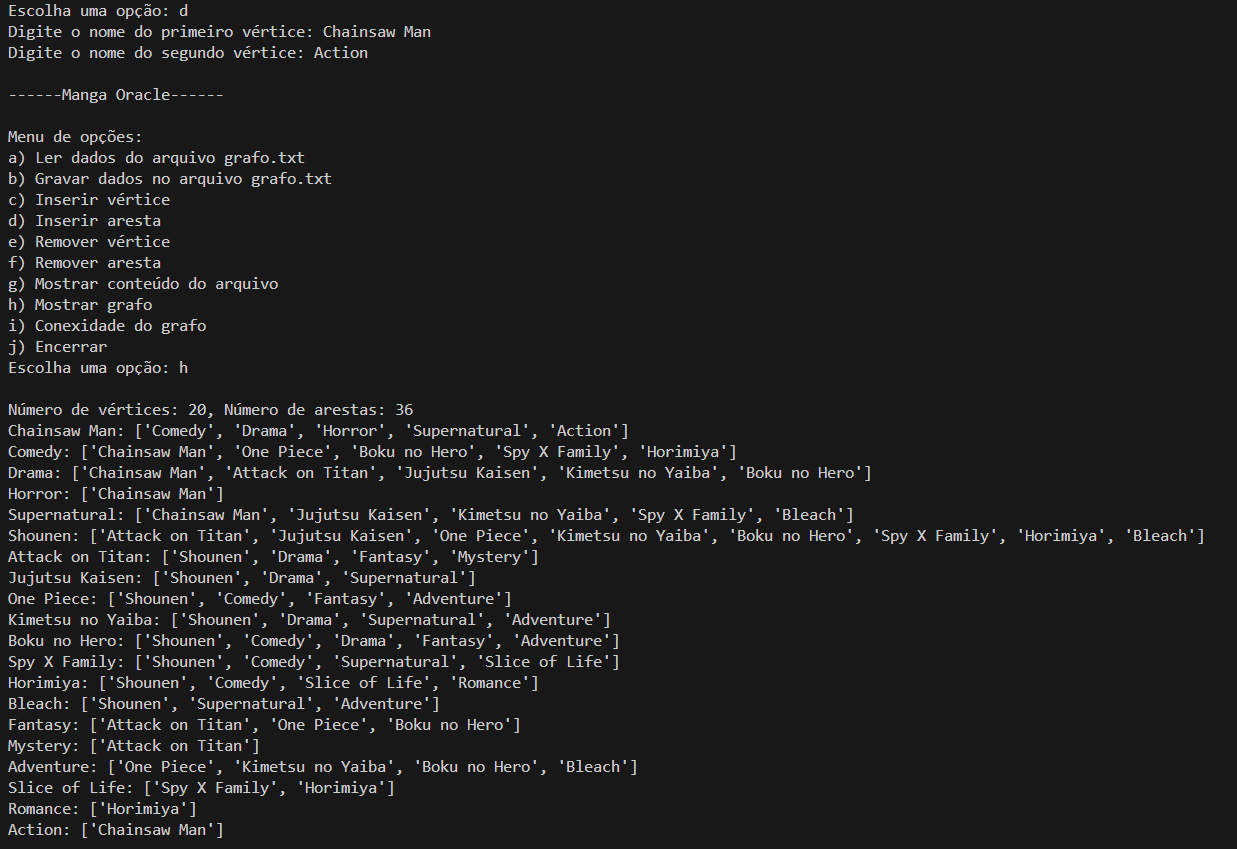 Escolha uma opção: d
Digite o nome do primeiro vértice: Chainsaw Man
Digite o nome do segundo vértice: Action
------Manga Oracle------
Menu de opções:
a) Ler dados do arquivo grafo.txt
b) Gravar dados no arquivo grafo.txt
c) Inserir vértice
d) Inserir aresta
e) Remover vértice
f) Remover aresta
g) Mostrar conteúdo do arquivo
h) Mostrar grafo
i) Conexidade do grafo
j) Encerrar
Escolha uma opção: h
Número de vértices: 20, Número de arestas: 36
Chainsaw Man: ['Comedy', 'Drama', 'Horror', 'Supernatural', 'Action']
Comedy: ['Chainsaw Man', 'One Piece', 'Boku no Hero', 'Spy X Family', 'Horimiya']
Drama: ['Chainsaw Man', 'Attack on Titan', 'Jujutsu Kaisen', 'Kimetsu no Yaiba', 'Boku no Hero']
Horror: ['Chainsaw Man']
Supernatural: ['Chainsaw Man', 'Jujutsu Kaisen', 'Kimetsu no Yaiba', 'Spy X Family', 'Bleach']
Shounen: ['Attack on Titan', 'Jujutsu Kaisen', 'One Piece', 'Kimetsu no Yaiba', 'Boku no Hero', 'Spy X Family', 'Horimiya', 'Bleach']
Attack on Titan: ['Shounen', 'Drama', 'Fantasy', 'Mystery']
Jujutsu Kaisen: ['Shounen', 'Drama', 'Supernatural']
One Piece: ['Shounen', 'Comedy', 'Fantasy', 'Adventure']
Kimetsu no Yaiba: ['Shounen', 'Drama', 'Supernatural', 'Adventure']
Boku no Hero: ['Shounen', 'Comedy', 'Drama', 'Fantasy', 'Adventure']
Spy X Family: ['Shounen', 'Comedy', 'Supernatural', 'Slice of Life']
Horimiya: ['Shounen', 'Comedy', 'Slice of Life', 'Romance']
Bleach: ['Shounen', 'Supernatural', 'Adventure']
Fantasy: ['Attack on Titan', 'One Piece', 'Boku no Hero']
Mystery: ['Attack on Titan']
Adventure: ['One Piece', 'Kimetsu no Yaiba', 'Boku no Hero', 'Bleach']
Slice of Life: ['Spy X Family', 'Horimiya']
Romance: ['Horimiya']
Action: ['Chainsaw Man']